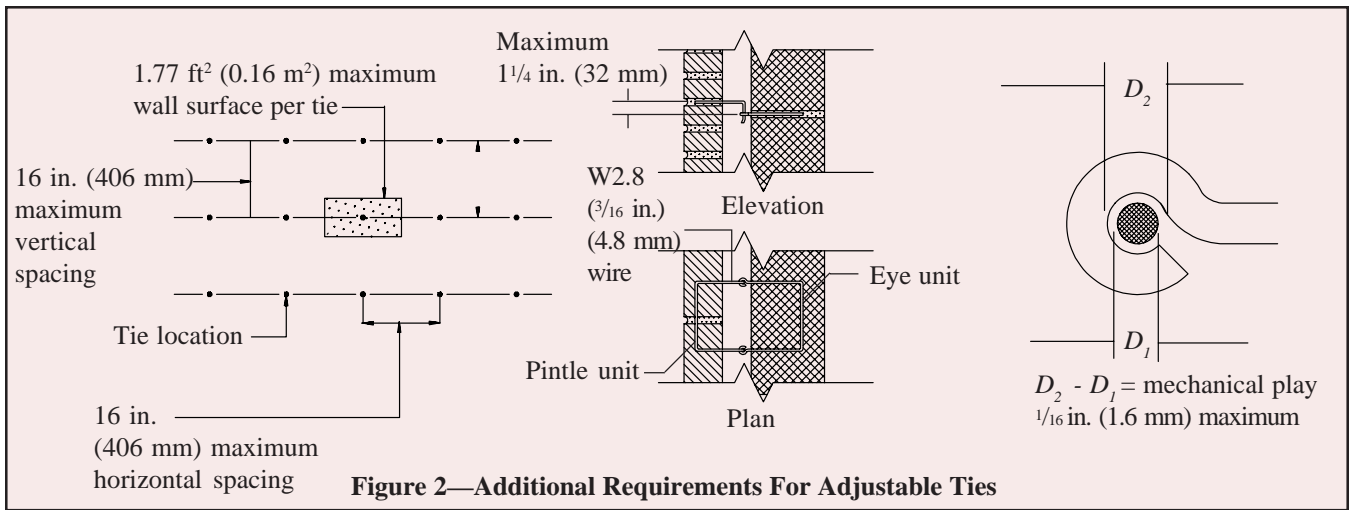 1.77 ft² (0.16 m²) maximum
wall surface per tie
16 in. (406 mm)
maximum
vertical
spacing
Tie location
16 in.
(406 mm) maximum
horizontal spacing
Maximum
1 1/4 in. (32 mm)
Elevation
W2.8
(3/16 in.)
(4.8 mm)
wire
Eye unit
Pintle unit
Plan
D₂
D₁
D₂ - D₁ = mechanical play
1/16 in. (1.6 mm) maximum
Figure 2—Additional Requirements For Adjustable Ties